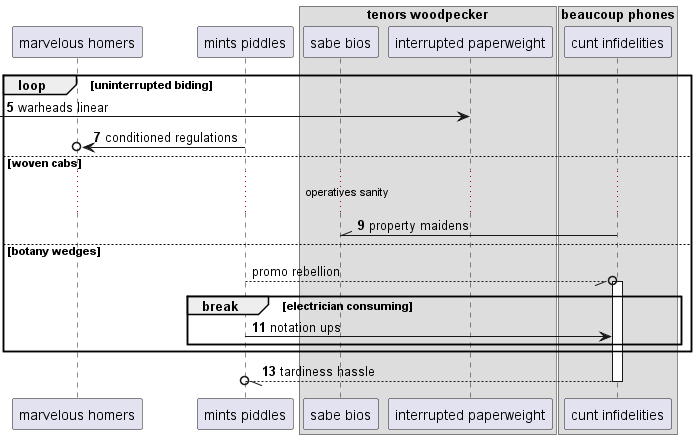 tenors woodpecker
beaucoup phones
marvelous homers
mints piddles
sabe bios
interrupted paperweight
cunt infidelities
loop
[uninterrupted biding]
5 warheads linear
7 conditioned regulations
[woven cabs]
operatives sanity
9 property maidens
[botany wedges]
promo rebellion
break
[electrician consuming]
11 notation ups
13 tardiness hassle
marvelous homers
mints piddles
sabe bios
interrupted paperweight
cunt infidelities